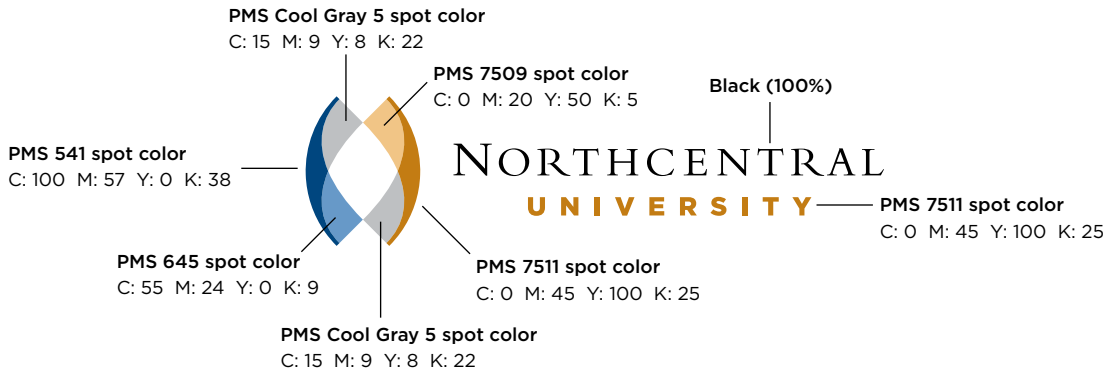 PMS Cool Gray 5 spot color
C: 15 M: 9 Y: 8 K: 22
PMS 7509 spot color
C: 0 M: 20 Y: 50 K: 5
Black (100%)
PMS 541 spot color
C: 100 M: 57 Y: 0 K: 38
NORTHCENTRAL
UNIVERSITY
PMS 7511 spot color
C: 0 M: 45 Y: 100 K: 25
PMS 645 spot color
C: 55 M: 24 Y: 0 K: 9
PMS 7511 spot color
C: 0 M: 45 Y: 100 K: 25
PMS Cool Gray 5 spot color
C: 15 M: 9 Y: 8 K: 22